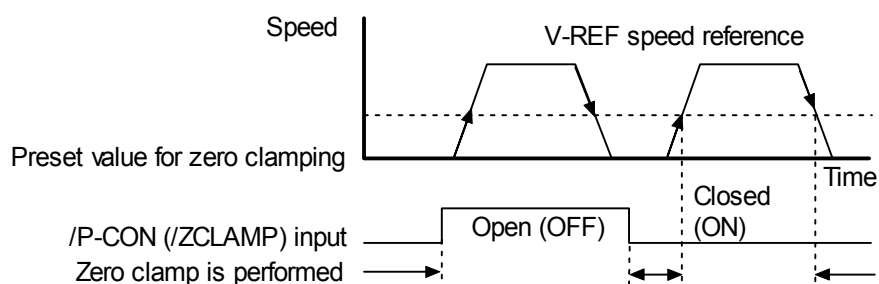 Speed
V-REF speed reference
Preset value for zero clamping
Time
/P-CON (/ZCLAMP) input
Open (OFF)
Closed
(ON)
Zero clamp is performed